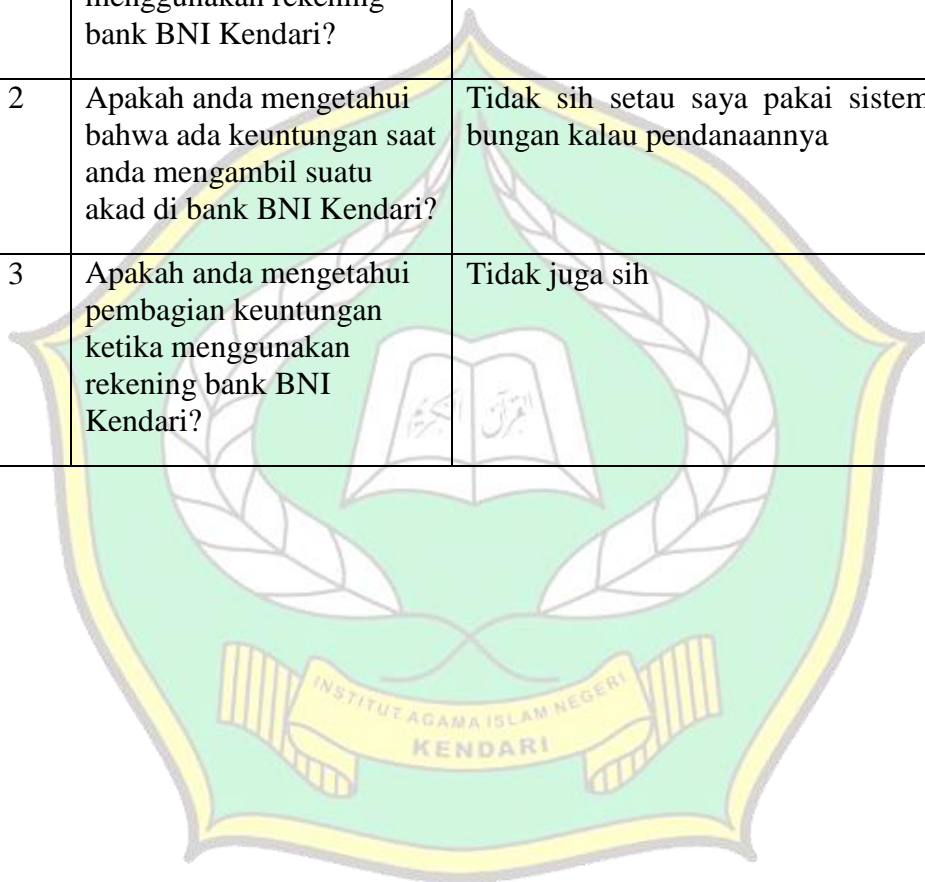 menggunakan rekening
bank BNI Kendari?
2
Apakah anda mengetahui
bahwa ada keuntungan saat
anda mengambil suatu
akad di bank BNI Kendari?
Tidak sih setau saya pakai sistem
bungan kalau pendanaannya
3
Apakah anda mengetahui
pembagian keuntungan
ketika menggunakan
rekening bank BNI
Kendari?
Tidak juga sih
القرآن الكريم
INSTITUT AGAMA ISLAM NEGERI
KENDARI